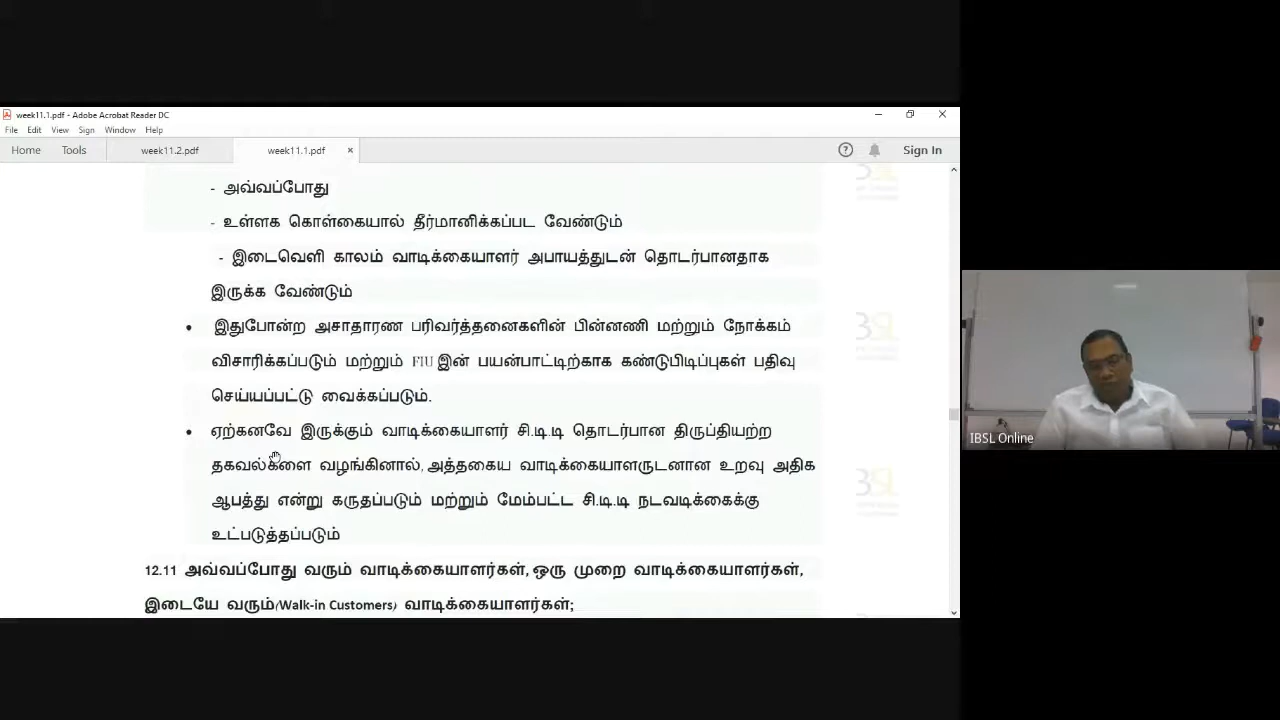 week11.1.pdf - Adobe Acrobat Reader DC
File Edit View Sign Window Help
Home Tools week11.2.pdf week11.1.pdf × Sign In
- அவ்வப்போது
- உள்ளக கொள்கையால் தீர்மானிக்கப்பட வேண்டும்
- இடைவெளி காலம் வாடிக்கையாளர் அபாயத்துடன் தொடர்பானதாக
இருக்க வேண்டும்
• இதுபோன்ற அசாதாரண பரிவர்த்தனைகளின் பின்னணி மற்றும் நோக்கம்
விசாரிக்கப்படும் மற்றும் FIU இன் பயன்பாட்டிற்காக கண்டுபிடிப்புகள் பதிவு
செய்யப்பட்டு வைக்கப்படும்.
• ஏற்கனவே இருக்கும் வாடிக்கையாளர் சி.டி.டி தொடர்பான திருப்தியற்ற
தகவல்களை வழங்கினால், அத்தகைய வாடிக்கையாளருடனான உறவு அதிக
ஆபத்து என்று கருதப்படும் மற்றும் மேம்பட்ட சி.டி.டி நடவடிக்கைக்கு
உட்படுத்தப்படும்
12.11 அவ்வப்போது வரும் வாடிக்கையாளர்கள், ஒரு முறை வாடிக்கையாளர்கள்,
இடையே வரும்(Walk-in Customers) வாடிக்கையாளர்கள்;
IBSL Online